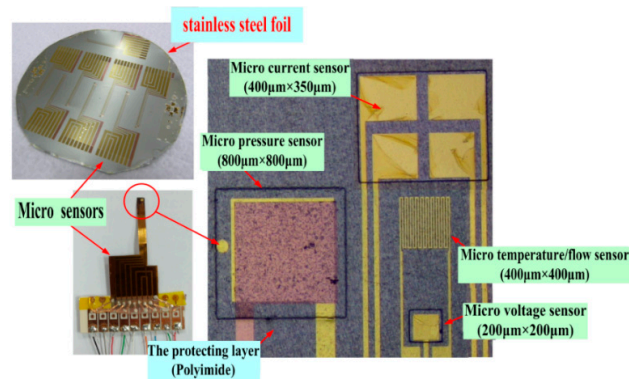 stainless steel foil
Micro current sensor
(400μm×350μm)
Micro pressure sensor
(800μm×800μm)
Micro sensors
Micro temperature/flow sensor
(400μm×400μm)
Micro voltage sensor
(200μm×200μm)
The protecting layer
(Polyimide)